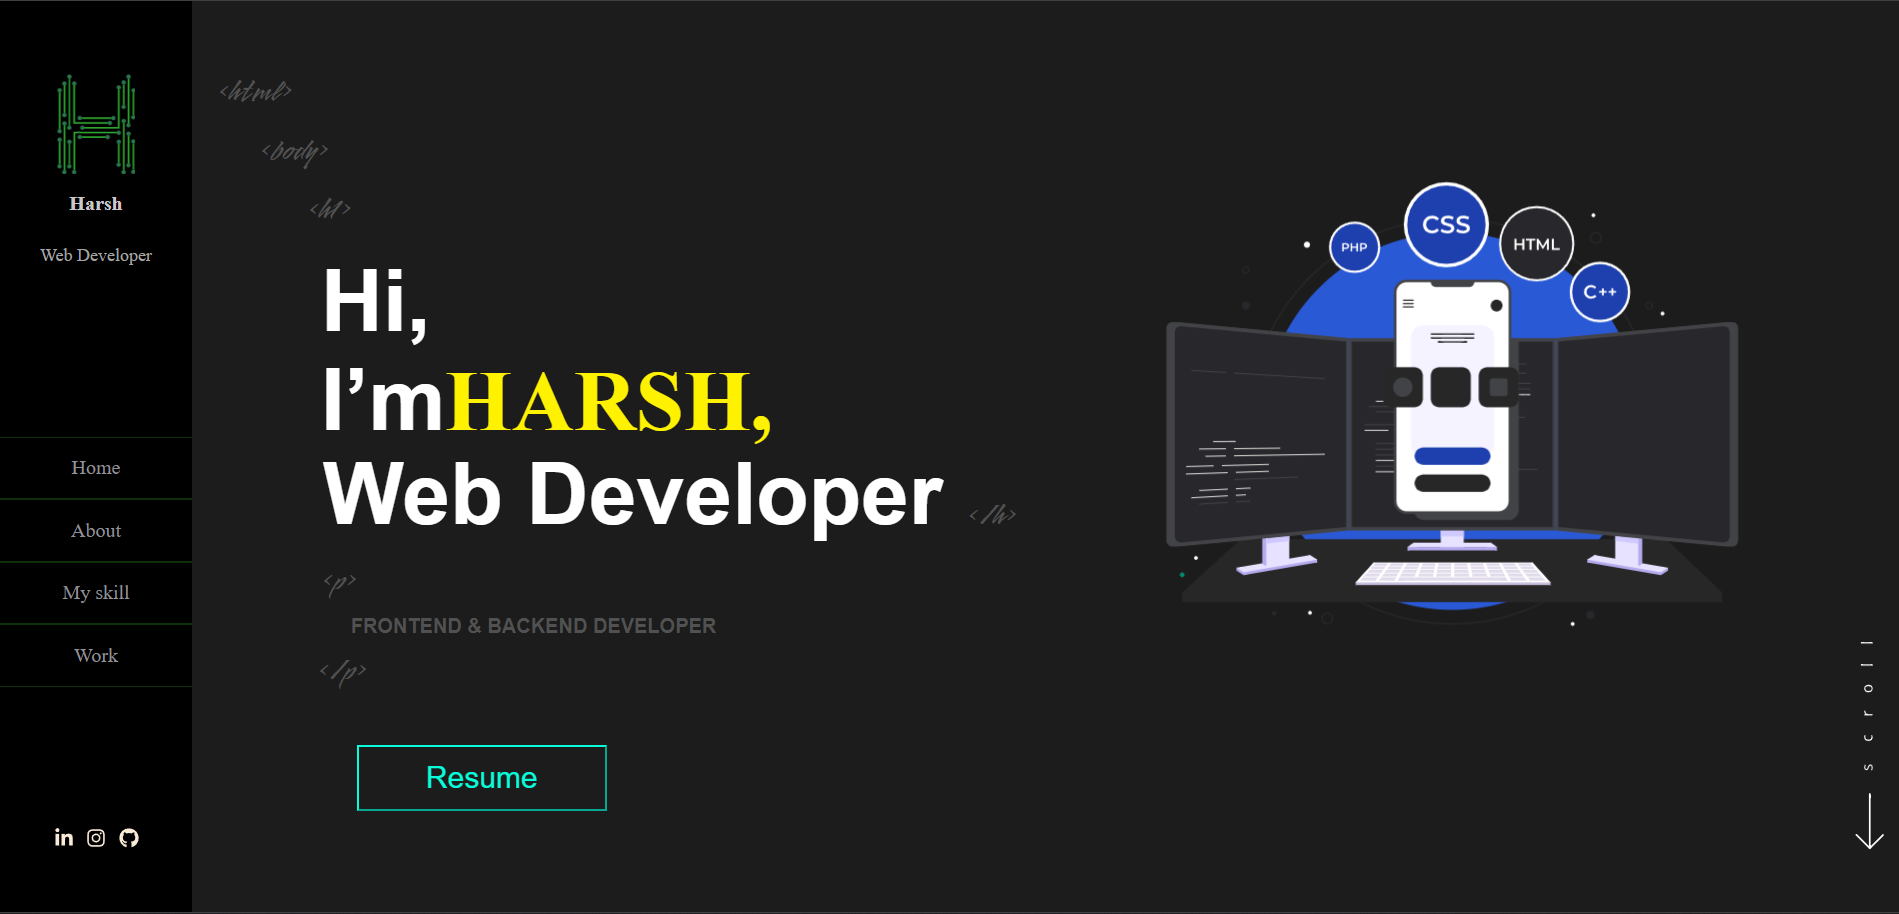 Harsh
Web Developer
Home
About
My skill
Work
<html>
<body>
<h1>
Hi,
I’mHARSH,
Web Developer
</h>
<p>
FRONTEND & BACKEND DEVELOPER
</p>
Resume
PHP
CSS
HTML
C++
scroll